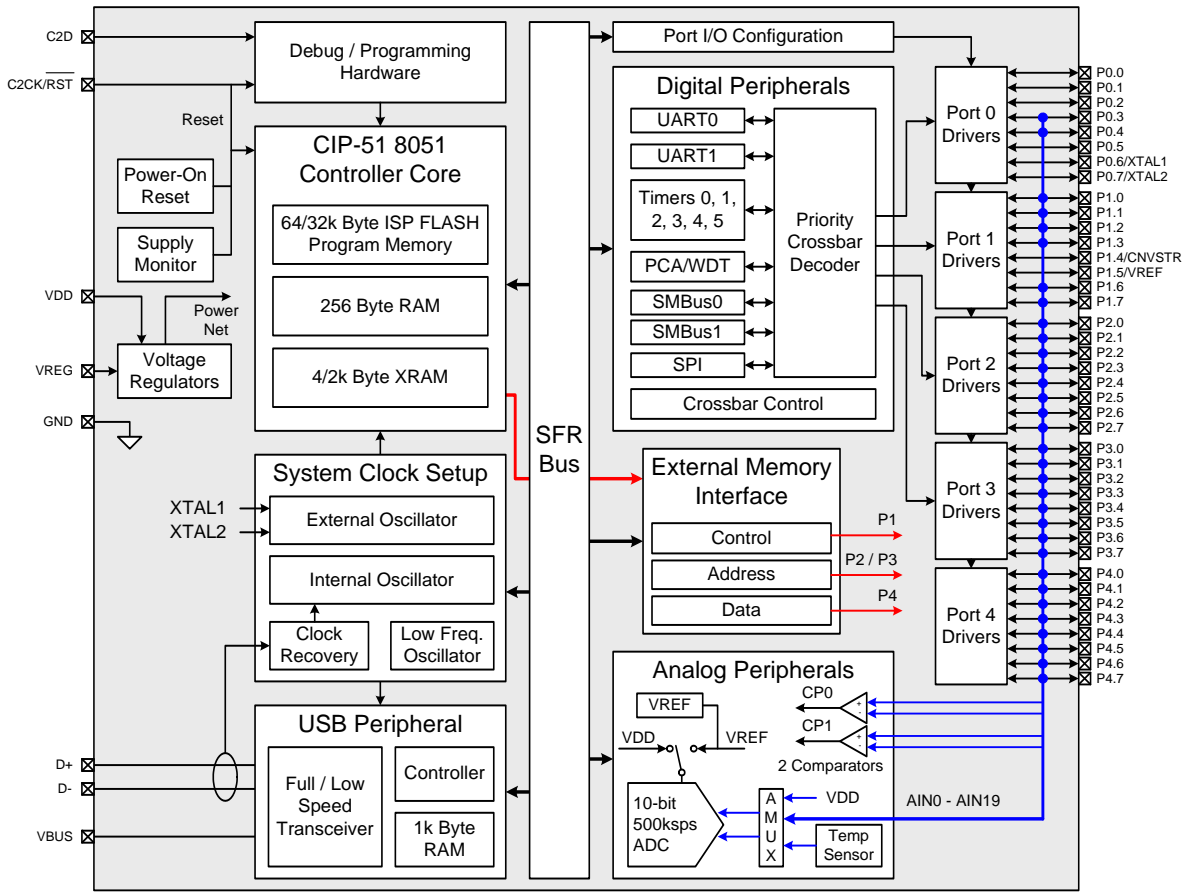 C2D
C2CK/RST
VDD
VREG
GND
D+
D-
VBUS
Debug / Programming
Hardware
Reset
Power-On
Reset
Supply
Monitor
Power
Net
Voltage
Regulators
CIP-51 8051
Controller Core
64/32k Byte ISP FLASH
Program Memory
256 Byte RAM
4/2k Byte XRAM
System Clock Setup
XTAL1
XTAL2
External Oscillator
Internal Oscillator
Clock
Recovery
Low Freq.
Oscillator
USB Peripheral
Full / Low
Speed
Transceiver
Controller
1k Byte
RAM
SFR
Bus
Port I/O Configuration
Digital Peripherals
UART0
UART1
Timers 0, 1,
2, 3, 4, 5
PCA/WDT
SMBus0
SMBus1
SPI
Priority
Crossbar
Decoder
Crossbar Control
External Memory
Interface
Control
Address
Data
P1
P2 / P3
P4
Analog Peripherals
VREF
VDD
VREF
CP0
+
-
CP1
+
-
2 Comparators
10-bit
500ksps
ADC
A
M
U
X
VDD
Temp
Sensor
AIN0 - AIN19
Port 0
Drivers
Port 1
Drivers
Port 2
Drivers
Port 3
Drivers
Port 4
Drivers
P0.0
P0.1
P0.2
P0.3
P0.4
P0.5
P0.6/XTAL1
P0.7/XTAL2
P1.0
P1.1
P1.2
P1.3
P1.4/CNVSTR
P1.5/VREF
P1.6
P1.7
P2.0
P2.1
P2.2
P2.3
P2.4
P2.5
P2.6
P2.7
P3.0
P3.1
P3.2
P3.3
P3.4
P3.5
P3.6
P3.7
P4.0
P4.1
P4.2
P4.3
P4.4
P4.5
P4.6
P4.7